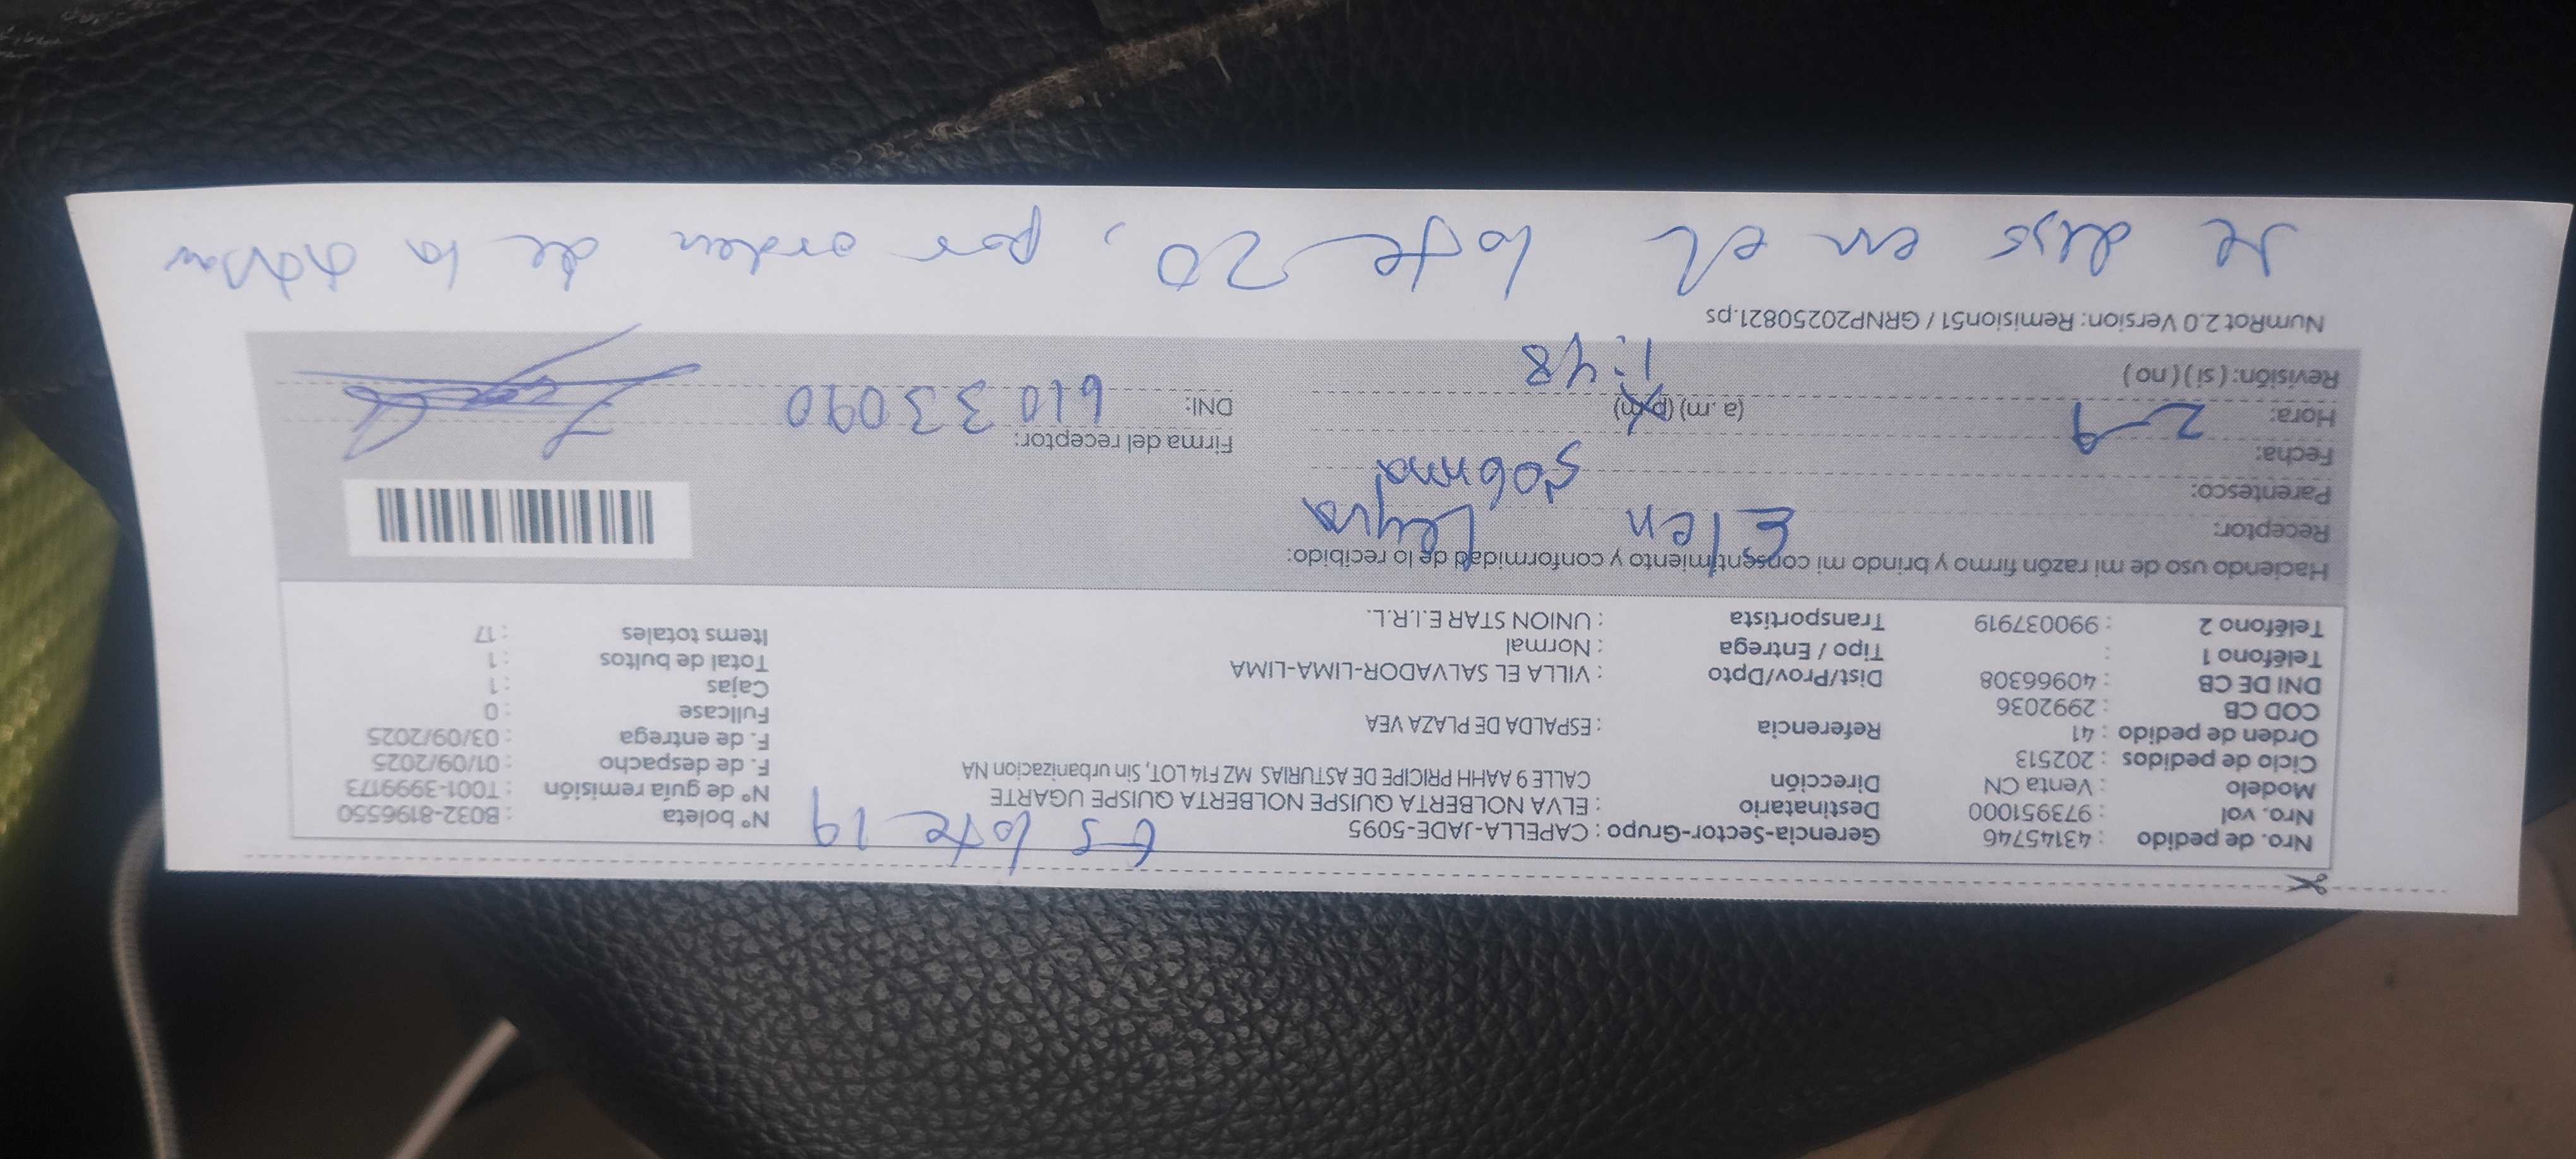 Es lote 19
Nro. de pedido : 43145746 Gerencia-Sector-Grupo : CAPELLA-JADE-5095 N° boleta : B032-8196550
Nro. vol : 973951000 Destinatario : ELVA NOLBERTA QUISPE NOLBERTA QUISPE UGARTE N° de guía remisión : T001-3999173
Modelo : Venta CN Dirección CALLE 9 AAHH PRICIPE DE ASTURIAS MZ F14 LOT, Sin urbanizacion NA F. de despacho : 01/09/2025
Ciclo de pedidos : 202513 F. de entrega : 03/09/2025
Orden de pedido : 41 Referencia : ESPALDA DE PLAZA VEA Fullcase : 0
COD CB : 2992036 Cajas : 1
DNI DE CB : 40966308 Dist/Prov/Dpto : VILLA EL SALVADOR-LIMA-LIMA Total de bultos : 1
Teléfono 1 : Tipo / Entrega : Normal Items totales : 17
Teléfono 2 : 990037919 Transportista : UNION STAR E.I.R.L.
Haciendo uso de mi razón firmo y brindo mi consentimiento y conformidad de lo recibido:
Receptor: Elen
Parentesco: Sobrina
Fecha: 2-9 Firma del receptor:
Hora: (a. m) (p. m) 1:48 DNI: 61033090
Revisión: ( si ) ( no )
NumRot 2.0 Version: Remision51 / GRNP20250821.ps
se dejo en el lote 20, por orden de la